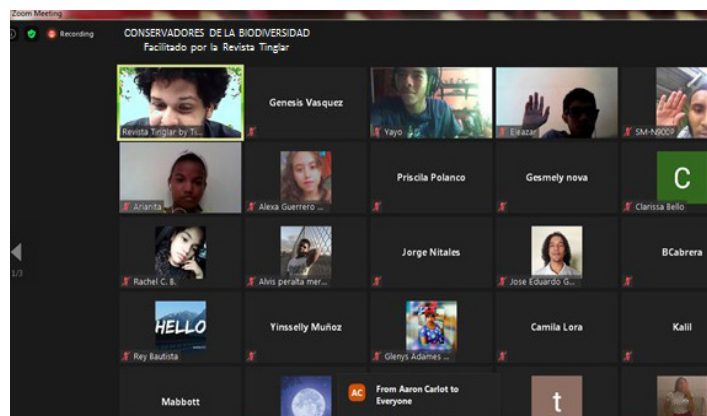 Zoom Meeting
Recording
CONSERVADORES DE LA BIODIVERSIDAD
Facilitado por la Revista Tinglar
Revista Tinglar by Ti...
Genesis Vasquez
Yayo
Eleazar
SM-N900P
Arianita
Alexa Guerrero ...
Priscila Polanco
Gesmely nova
C
Clarissa Bello
1/3
Rachel C. B.
Alvis peralta mer...
Jorge Nitales
Jose Eduardo G...
BCabrera
HELLO
Rey Bautista
Yinsselly Muñoz
Glenys Adames ...
Camila Lora
Kalil
Mabbott
AC
From Aaron Carlot to
Everyone
t